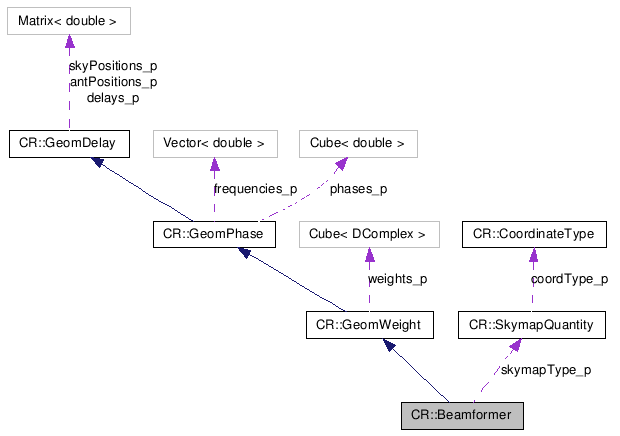 Matrix< double >
skyPositions_p
antPositions_p
delays_p
CR::GeomDelay
Vector< double >
Cube< double >
frequencies_p
phases_p
CR::GeomPhase
Cube< DComplex >
CR::CoordinateType
weights_p
coordType_p
CR::GeomWeight
CR::SkymapQuantity
skymapType_p
CR::Beamformer